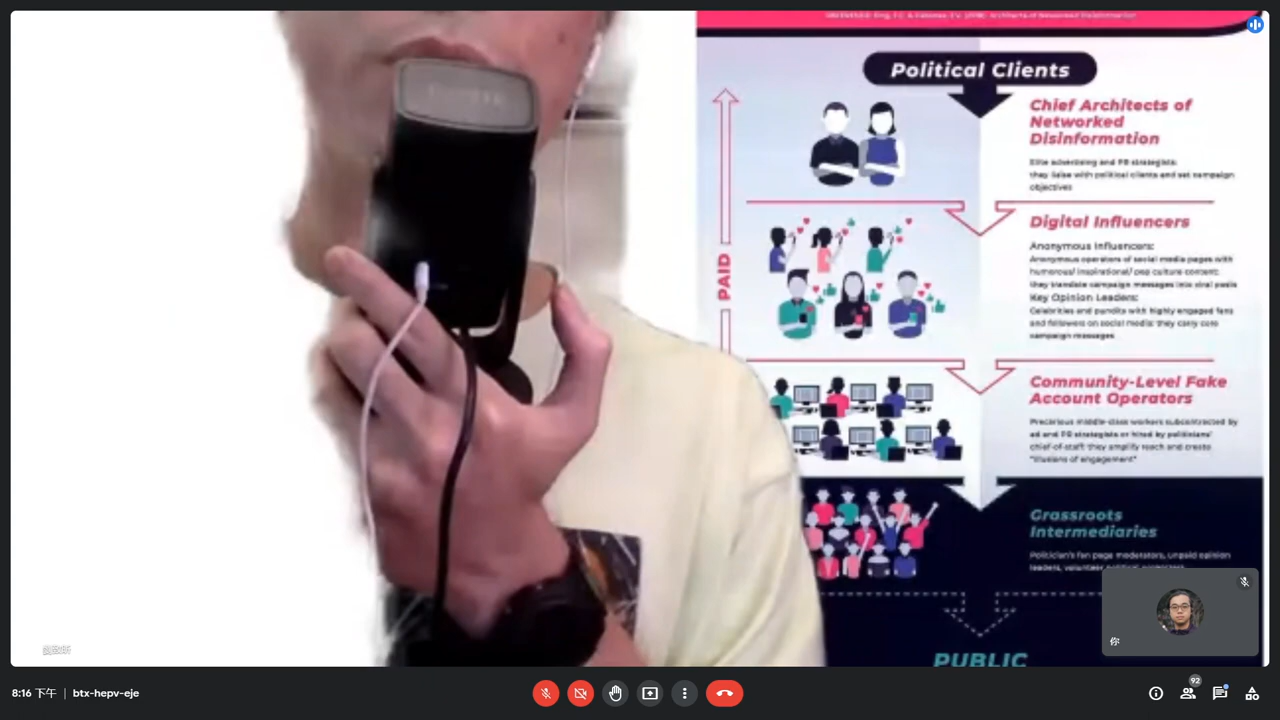 Political Clients
Chief Architects of
Networked
Disinformation
Elite advertising and PR strategists:
they liaise with political clients and set campaign
objectives
PAID
Digital Influencers
Anonymous Influencers:
Anonymous operators of social media pages with
humorous/ inspirational/ pop culture content:
they translate campaign messages into viral posts
Key Opinion Leaders:
Celebrities and pundits with highly engaged fans
and followers on social media: they carry core
campaign messages
Community-Level Fake
Account Operators
Precarious middle-class workers subcontracted by
ad and PR strategists or hired by politicians'
chief-of-staff: they amplify reach and create
"illusions of engagement"
Grassroots
Intermediaries
Politician's fan page moderators, unpaid opinion
leaders, volunteer political
PUBLIC
你
8:16 下午 | btx-hepv-eje
92